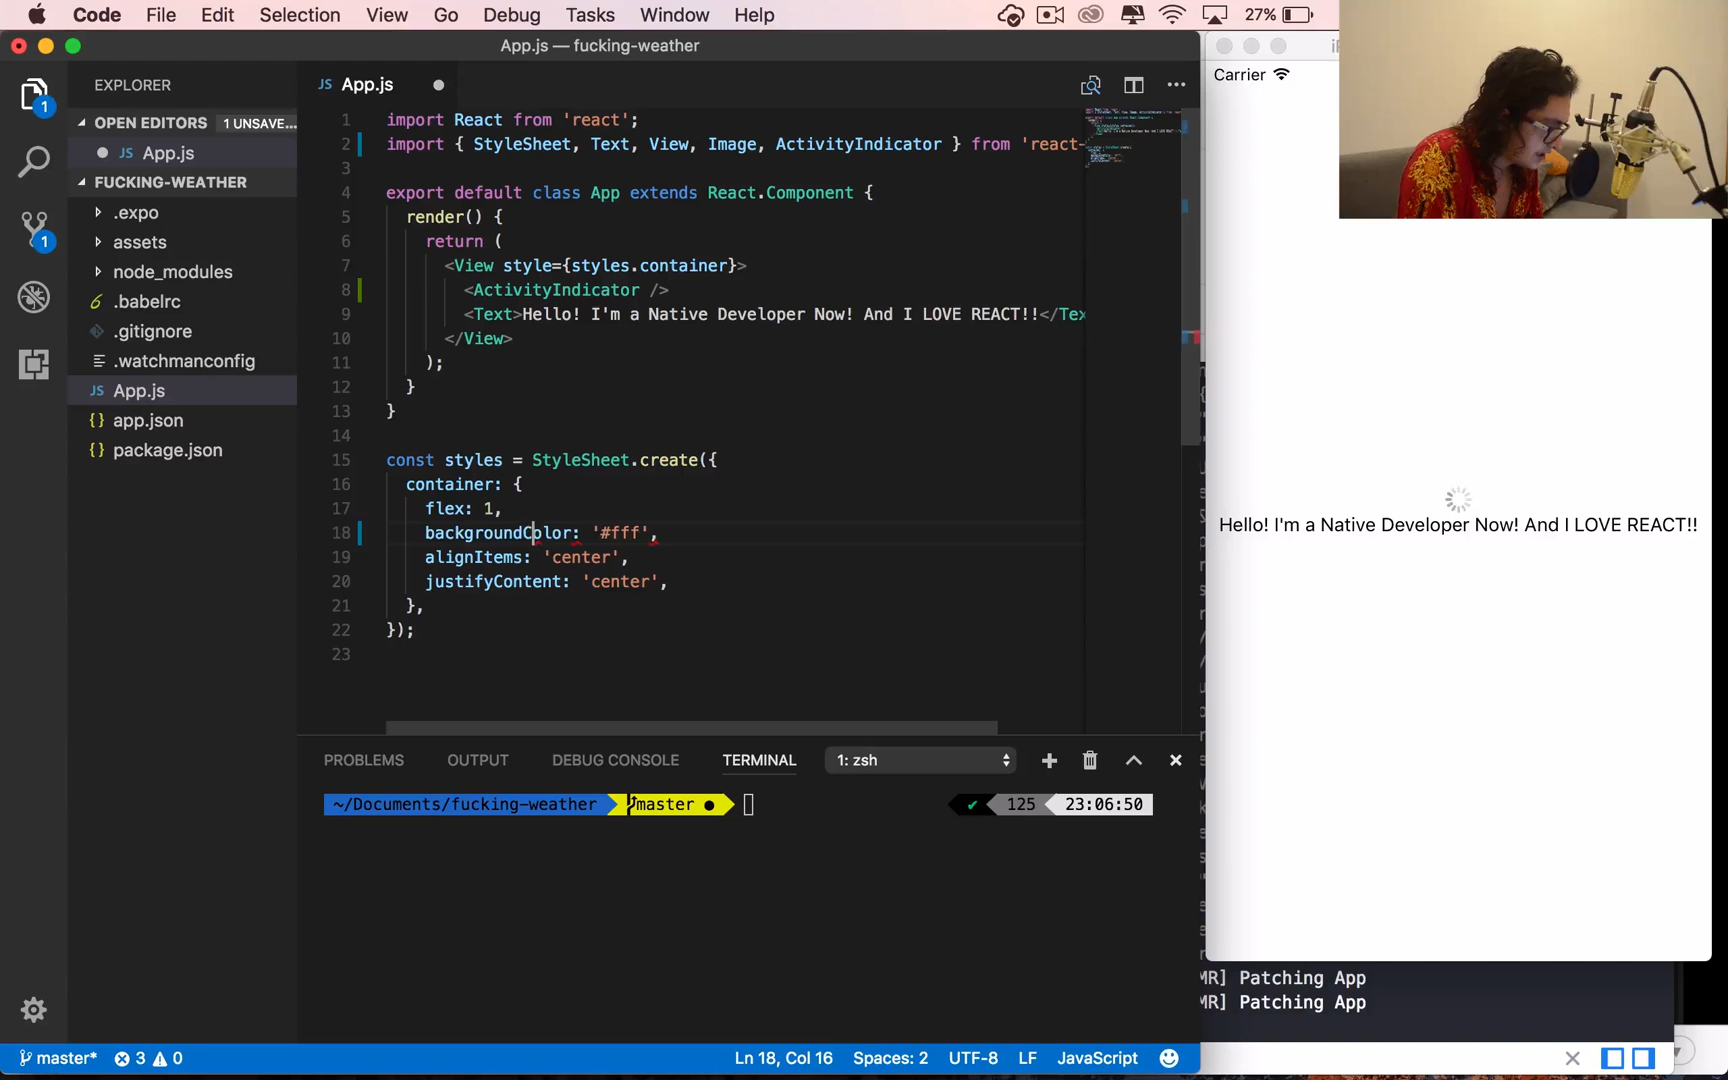 Code File Edit Selection View Go Debug Tasks Window Help 27%
App.js — fucking-weather
EXPLORER
OPEN EDITORS 1 UNSAVE...
JS App.js
FUCKING-WEATHER
.expo
assets
node_modules
.babelrc
.gitignore
.watchmanconfig
JS App.js
{} app.json
{} package.json
1
1
JS App.js
1 import React from 'react';
2 import { StyleSheet, Text, View, Image, ActivityIndicator } from 'react-
3
4 export default class App extends React.Component {
5 render() {
6 return (
7 <View style={styles.container}>
8 <ActivityIndicator />
9 <Text>Hello! I'm a Native Developer Now! And I LOVE REACT!!</Tex
10 </View>
11 );
12 }
13 }
14
15 const styles = StyleSheet.create({
16 container: {
17 flex: 1,
18 backgroundColor: '#fff',
19 alignItems: 'center',
20 justifyContent: 'center',
21 },
22 });
23
PROBLEMS OUTPUT DEBUG CONSOLE TERMINAL 1: zsh
~/Documents/fucking-weather master ● ✔ 125 23:06:50
master* 3 0 Ln 18, Col 16 Spaces: 2 UTF-8 LF JavaScript
Carrier
Hello! I'm a Native Developer Now! And I LOVE REACT!!
MR] Patching App
MR] Patching App